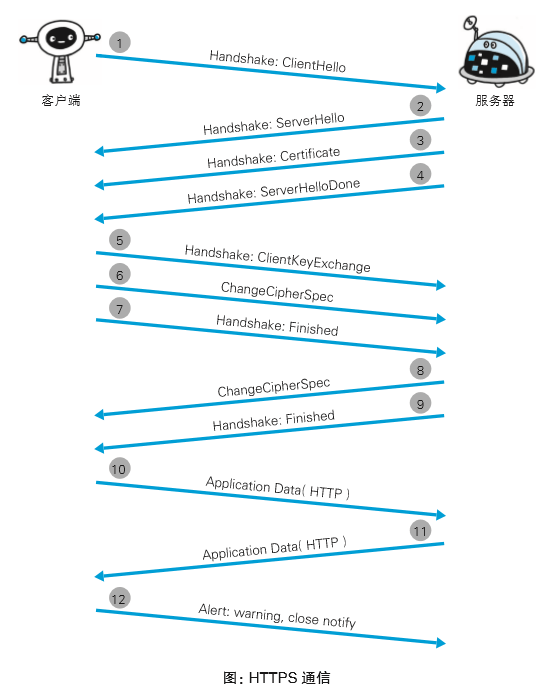 1
Handshake: ClientHello
客户端
服务器
2
Handshake: ServerHello
3
Handshake: Certificate
4
Handshake: ServerHelloDone
5
Handshake: ClientKeyExchange
6
ChangeCipherSpec
7
Handshake: Finished
8
ChangeCipherSpec
9
Handshake: Finished
10
Application Data( HTTP )
11
Application Data( HTTP )
12
Alert: warning, close notify
图：HTTPS 通信